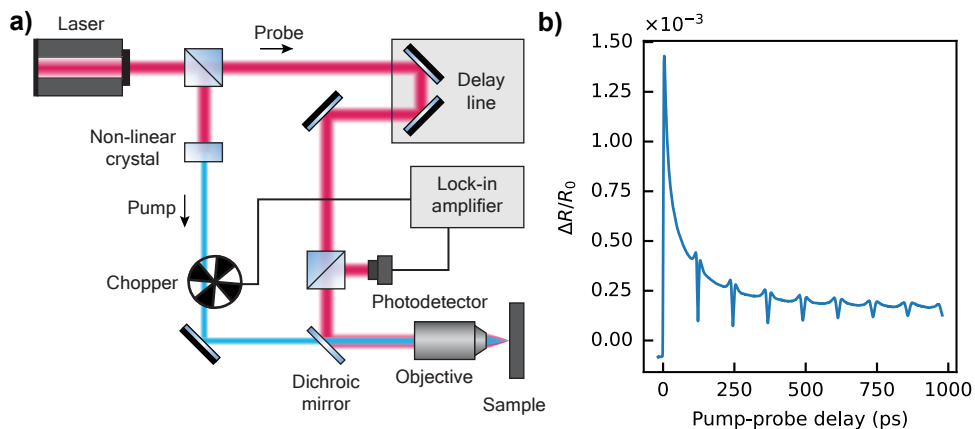 a)
Laser
Probe
Delay
line
Non-linear
crystal
Pump
Lock-in
amplifier
Chopper
Photodetector
Dichroic
mirror
Objective
Sample
b)
×10⁻³
1.50
1.25
1.00
0.75
0.50
0.25
0.00
ΔR/R₀
0 250 500 750 1000
Pump-probe delay (ps)